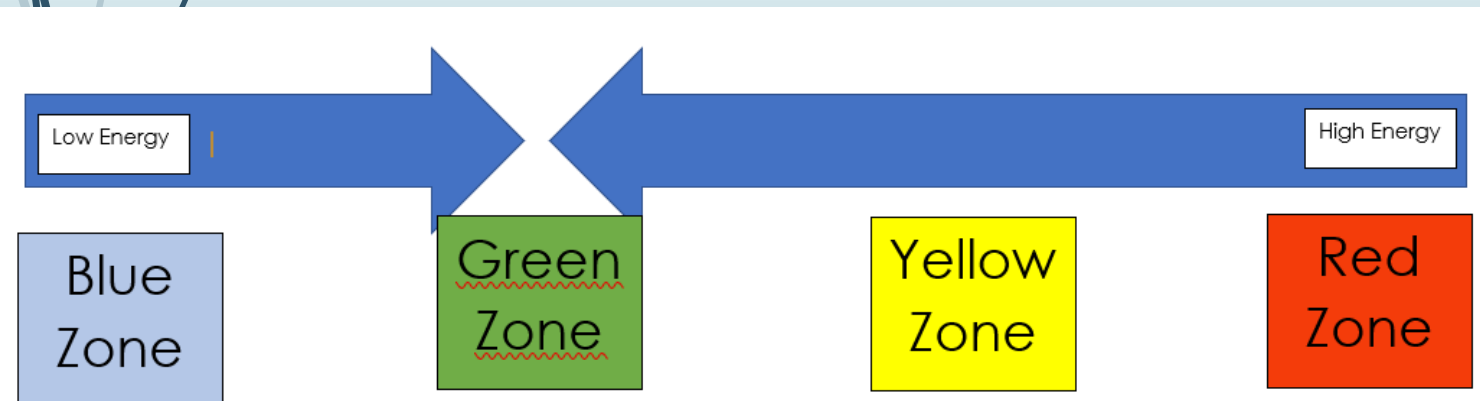 Low Energy
High Energy
Blue
Zone
Green
Zone
Yellow
Zone
Red
Zone